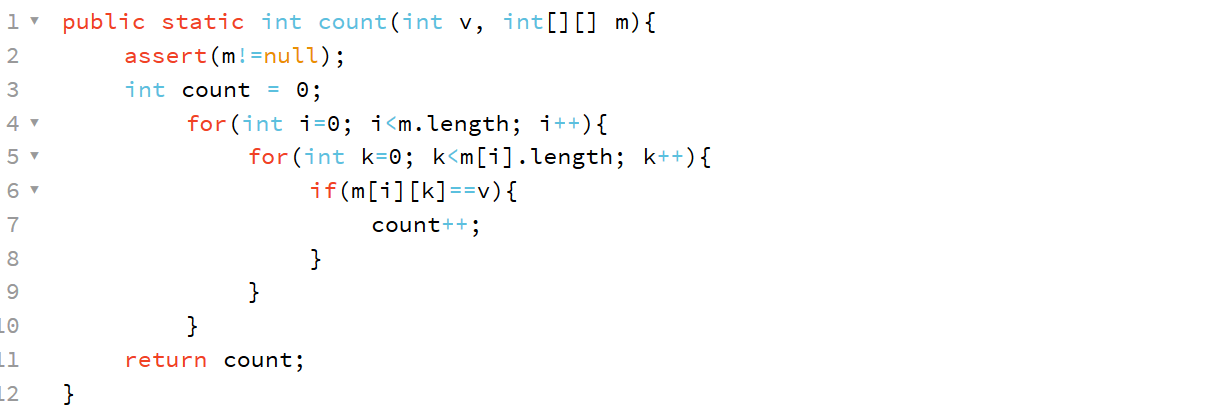 1 ▼ public static int count(int v, int[][] m){
2 assert(m!=null);
3 int count = 0;
4 ▼ for(int i=0; i<m.length; i++){
5 ▼ for(int k=0; k<m[i].length; k++){
6 ▼ if(m[i][k]==v){
7 count++;
8 }
9 }
10 }
11 return count;
12 }